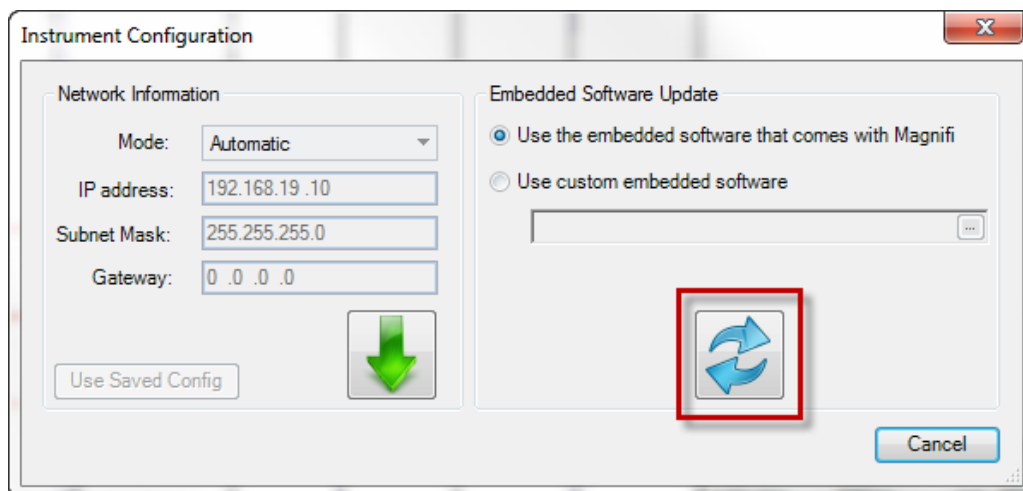 Instrument Configuration
Network Information
Mode: Automatic
IP address: 192.168.19 .10
Subnet Mask: 255.255.255.0
Gateway: 0 .0 .0 .0
Use Saved Config
Embedded Software Update
Use the embedded software that comes with Magnifi
Use custom embedded software
...
Cancel